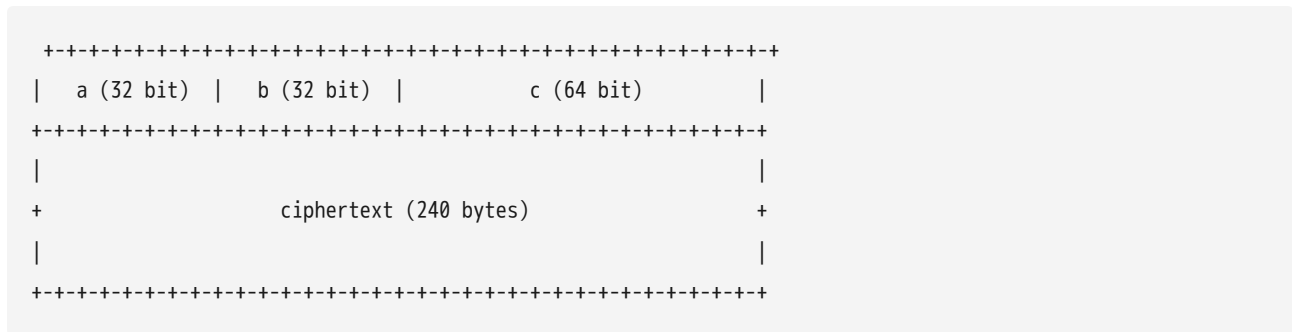 +-+-+-+-+-+-+-+-+-+-+-+-+-+-+-+-+-+-+-+-+-+-+-+-+-+-+-+-+-+-+-+-+
|   a (32 bit)  |   b (32 bit)  |           c (64 bit)          |
+-+-+-+-+-+-+-+-+-+-+-+-+-+-+-+-+-+-+-+-+-+-+-+-+-+-+-+-+-+-+-+-+
|                                                                |
+                     ciphertext (240 bytes)                     +
|                                                                |
+-+-+-+-+-+-+-+-+-+-+-+-+-+-+-+-+-+-+-+-+-+-+-+-+-+-+-+-+-+-+-+-+